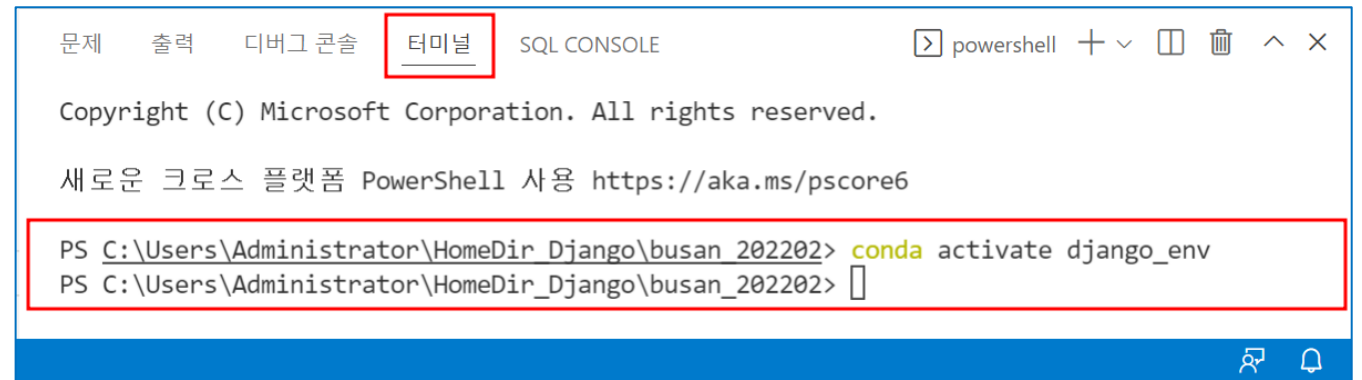 문제 출력 디버그 콘솔 터미널 SQL CONSOLE powershell
Copyright (C) Microsoft Corporation. All rights reserved.
새로운 크로스 플랫폼 PowerShell 사용 https://aka.ms/pscore6
PS C:\Users\Administrator\HomeDir_Django\busan_202202> conda activate django_env
PS C:\Users\Administrator\HomeDir_Django\busan_202202>